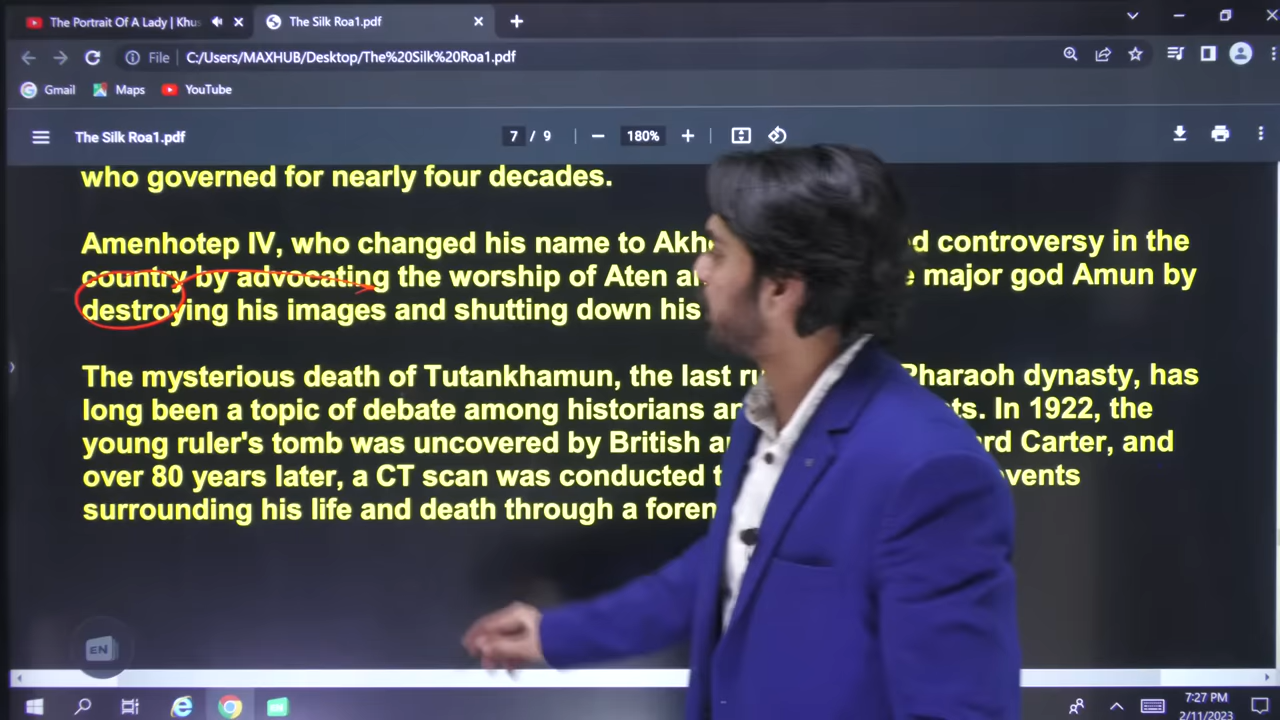 The Portrait Of A Lady | Khus
The Silk Roa1.pdf
File C:/Users/MAXHUB/Desktop/The%20Silk%20Roa1.pdf
Gmail Maps YouTube
The Silk Roa1.pdf 7 / 9 180%
who governed for nearly four decades.
Amenhotep IV, who changed his name to controversy in the
country by advocating the worship of Aten major god Amun by
destroying his images and shutting down his
The mysterious death of Tutankhamun, the last Pharaoh dynasty, has
long been a topic of debate among historians In 1922, the
young ruler's tomb was uncovered by British Carter, and
over 80 years later, a CT scan was conducted
surrounding his life and death through a
EN
7:27 PM
2/11/2023